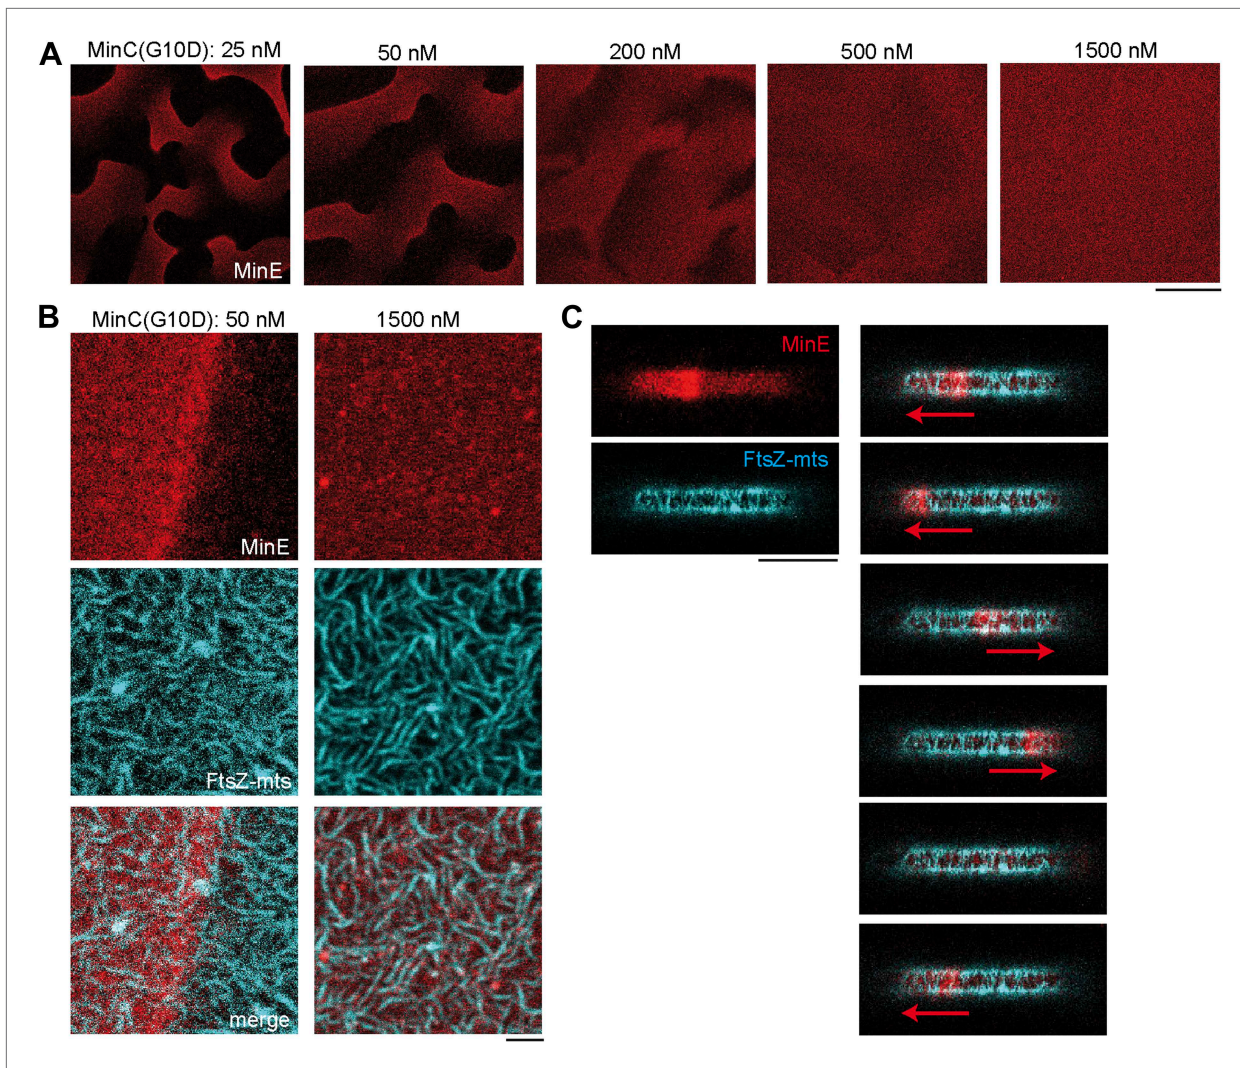 A
MinC(G10D): 25 nM
50 nM
200 nM
500 nM
1500 nM
MinE
B
MinC(G10D): 50 nM
1500 nM
MinE
FtsZ-mts
merge
C
MinE
FtsZ-mts